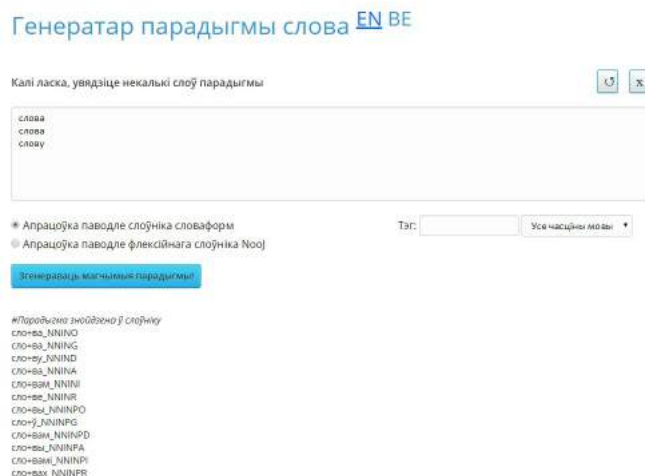 Генератар парадыгмы слова EN BE
Калі ласка, увядзіце некалькі слоў парадыгмы
x
слова
слова
слову
Апрацоўка паводле слоўніка словаформ
Тэг:
Усе часціны мовы
Апрацоўка паводле флексійнага слоўніка NooJ
Згенераваць магчымыя парадыгмы!
#Парадыгма знойдзена ў слоўніку
сло+ва_NNINO
сло+ва_NNING
сло+ву_NNIND
сло+ва_NNINA
сло+вам_NNINI
сло+ве_NNINR
сло+вы_NNINPO
сло+ў_NNINPG
сло+вам_NNINPD
сло+вы_NNINPA
сло+вамі_NNINPI
сло+вах_NNINPR